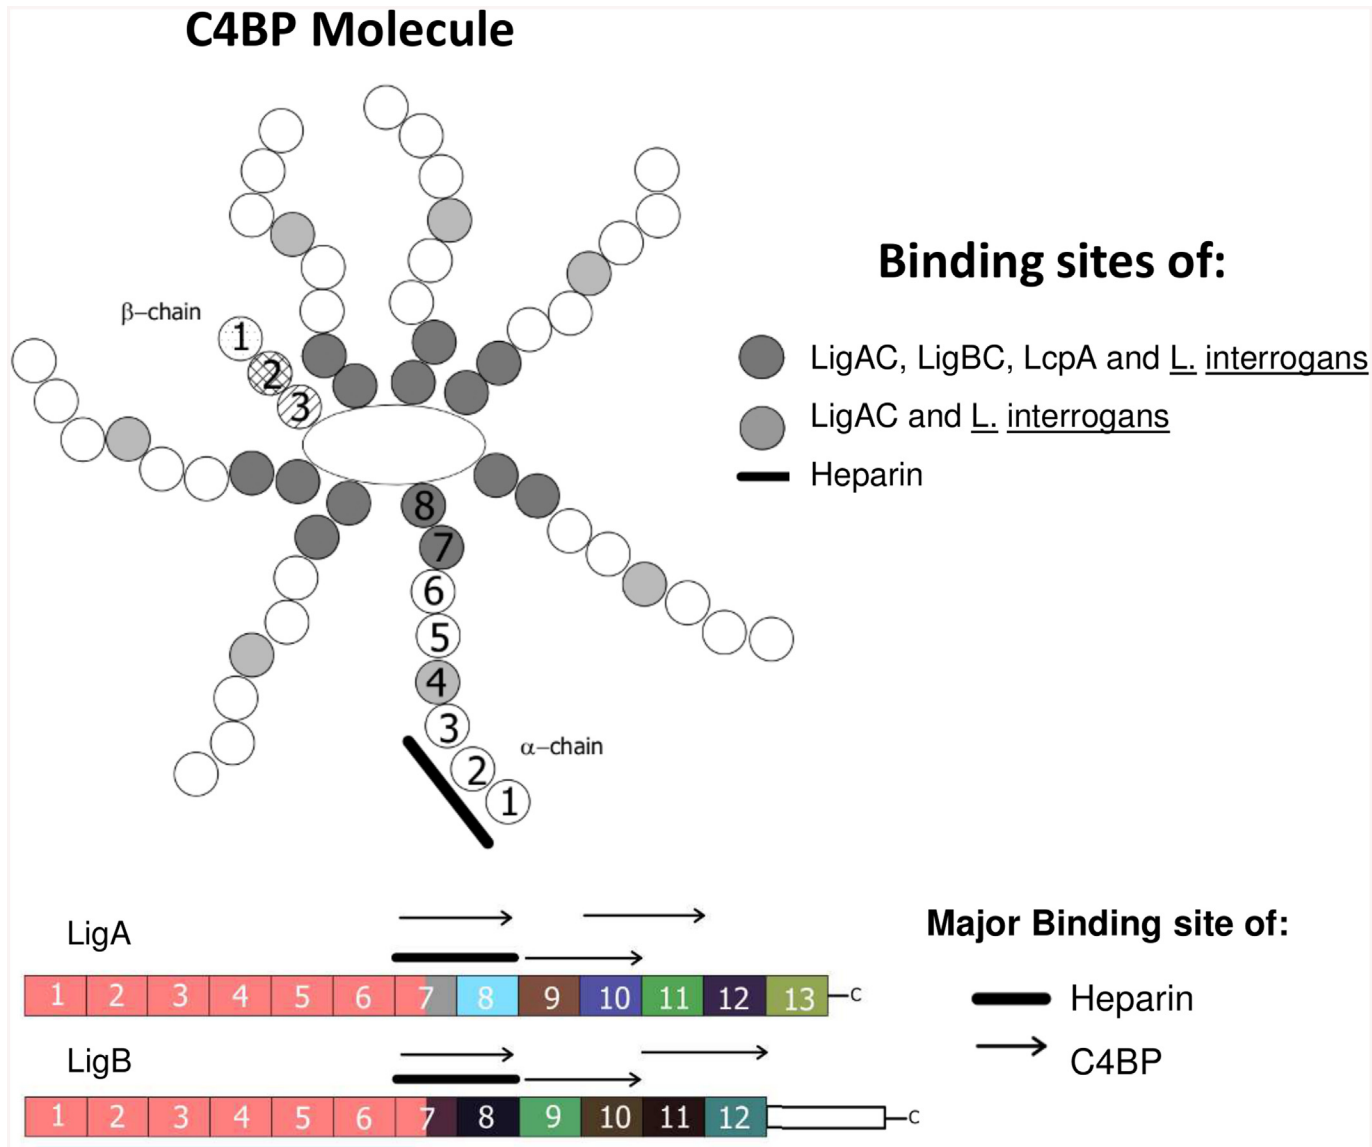 C4BP Molecule
β–chain
1
2
3
8
7
6
5
4
3
2
1
α–chain
Binding sites of:
LigAC, LigBC, LcpA and L. interrogans
LigAC and L. interrogans
Heparin
LigA
1 2 3 4 5 6 7 8 9 10 11 12 13 C
LigB
1 2 3 4 5 6 7 8 9 10 11 12 C
Major Binding site of:
Heparin
C4BP